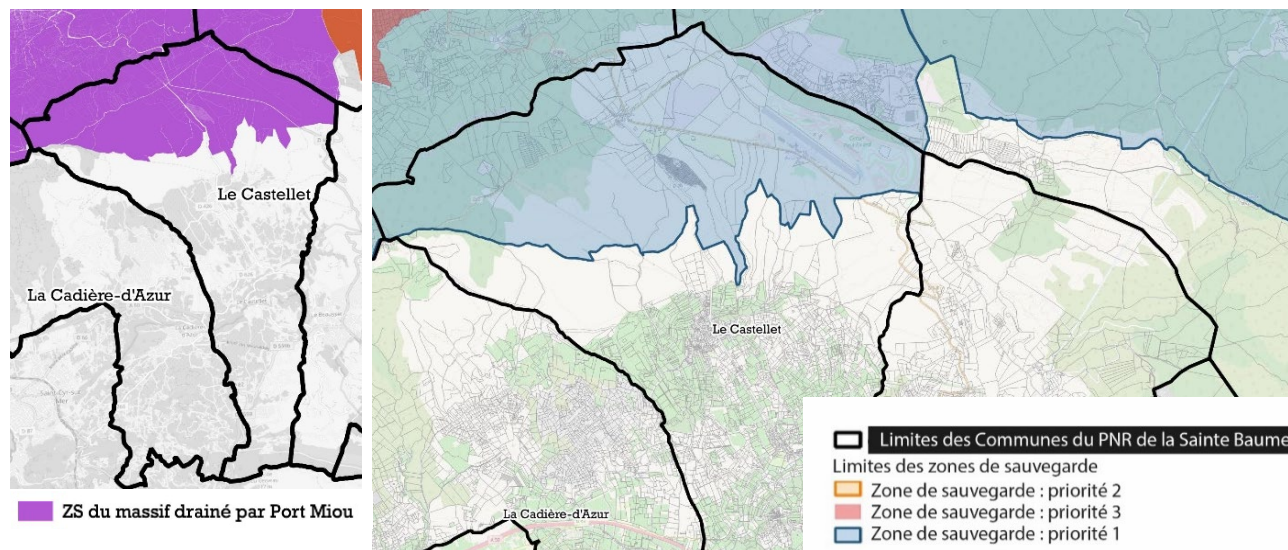 Le Castellet
La Cadière-d'Azur
ZS du massif drainé par Port Miou
Le Castellet
La Cadière-d'Azur
Limites des Communes du PNR de la Sainte Baume
Limites des zones de sauvegarde
Zone de sauvegarde : priorité 2
Zone de sauvegarde : priorité 3
Zone de sauvegarde : priorité 1